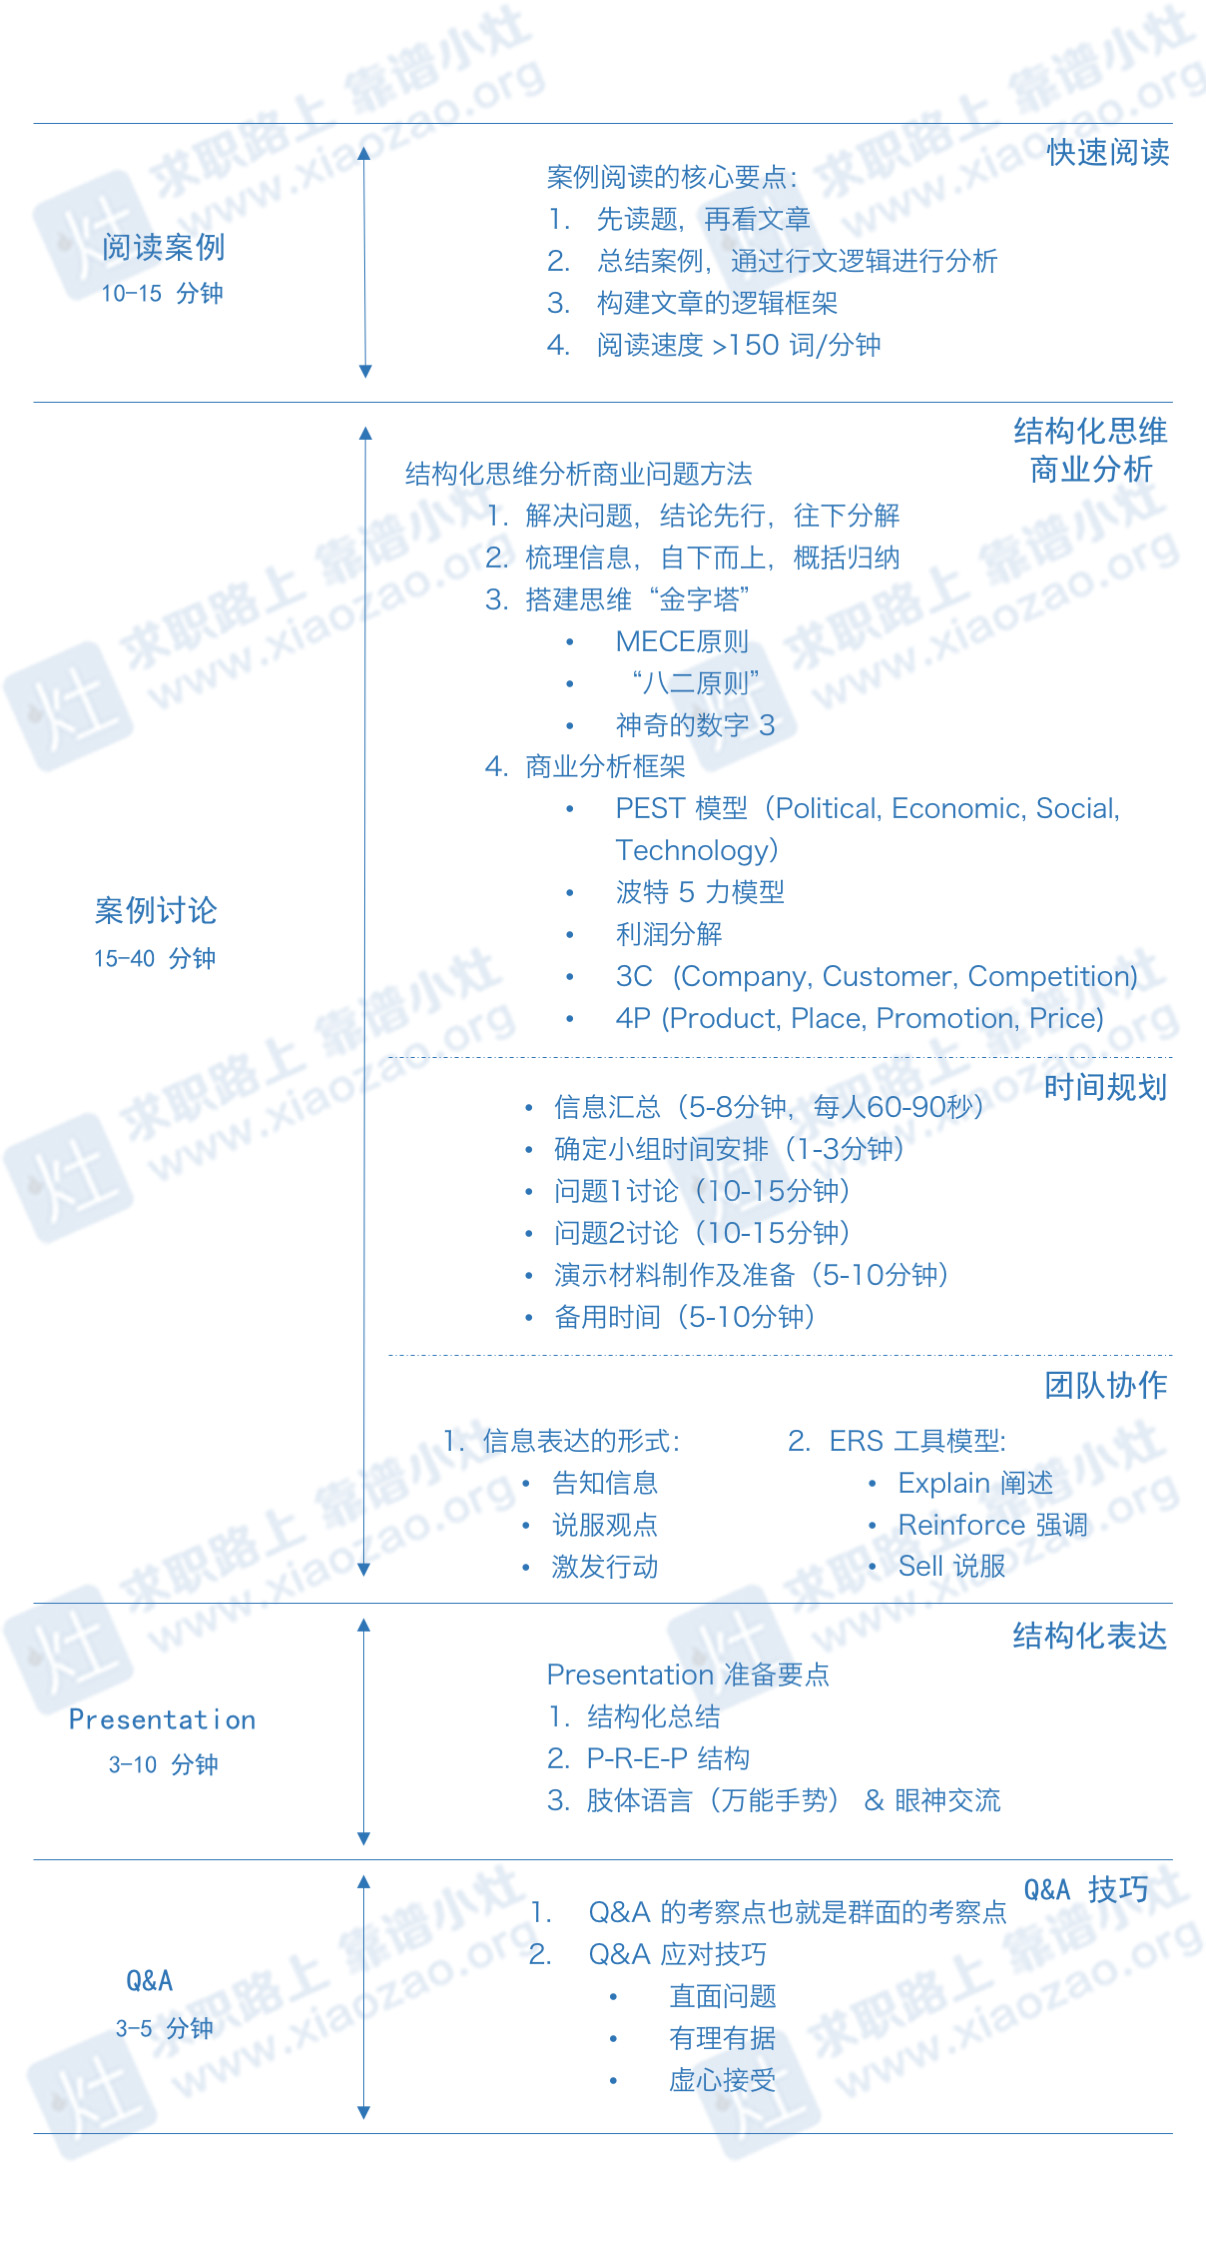 快速阅读
阅读案例
10-15 分钟
案例阅读的核心要点:
1. 先读题，再看文章
2. 总结案例，通过行文逻辑进行分析
3. 构建文章的逻辑框架
4. 阅读速度 >150 词/分钟
结构化思维
商业分析
案例讨论
15-40 分钟
结构化思维分析商业问题方法
1. 解决问题，结论先行，往下分解
2. 梳理信息，自下而上，概括归纳
3. 搭建思维“金字塔”
• MECE原则
• “八二原则”
• 神奇的数字 3
4. 商业分析框架
• PEST 模型（Political, Economic, Social,
Technology）
• 波特 5 力模型
• 利润分解
• 3C (Company, Customer, Competition)
• 4P (Product, Place, Promotion, Price)
时间规划
• 信息汇总（5-8分钟，每人60-90秒）
• 确定小组时间安排（1-3分钟）
• 问题1讨论（10-15分钟）
• 问题2讨论（10-15分钟）
• 演示材料制作及准备（5-10分钟）
• 备用时间（5-10分钟）
团队协作
1. 信息表达的形式:
• 告知信息
• 说服观点
• 激发行动
2. ERS 工具模型:
• Explain 阐述
• Reinforce 强调
• Sell 说服
结构化表达
Presentation
3-10 分钟
Presentation 准备要点
1. 结构化总结
2. P-R-E-P 结构
3. 肢体语言（万能手势） & 眼神交流
Q&A 技巧
Q&A
3-5 分钟
1. Q&A 的考察点也就是群面的考察点
2. Q&A 应对技巧
• 直面问题
• 有理有据
• 虚心接受
灶 求职路上 靠谱小灶
www.xiaozao.org